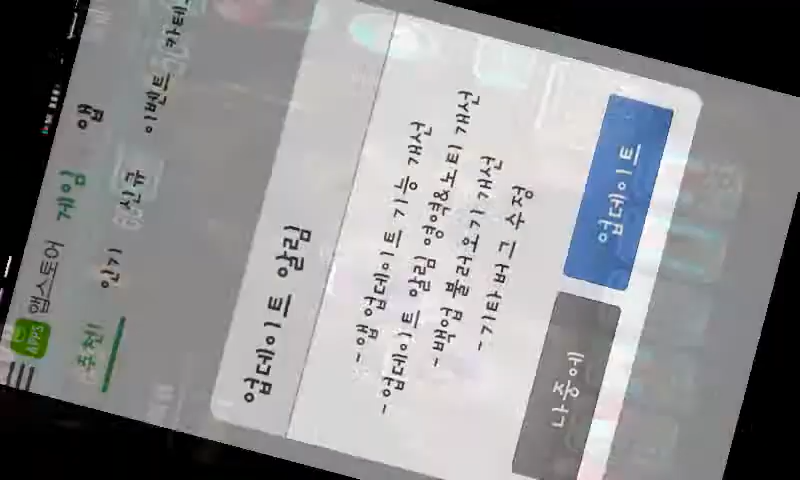 APPS 앱스토어 게임 앱
추천! 인기 신규 이벤트 카테
업데이트 알림
- 앱 업데이트 기능 개선
- 업데이트 알림 영역&노티 개선
- 백업 불러오기 개선
- 기타 버그 수정
나중에 업데이트